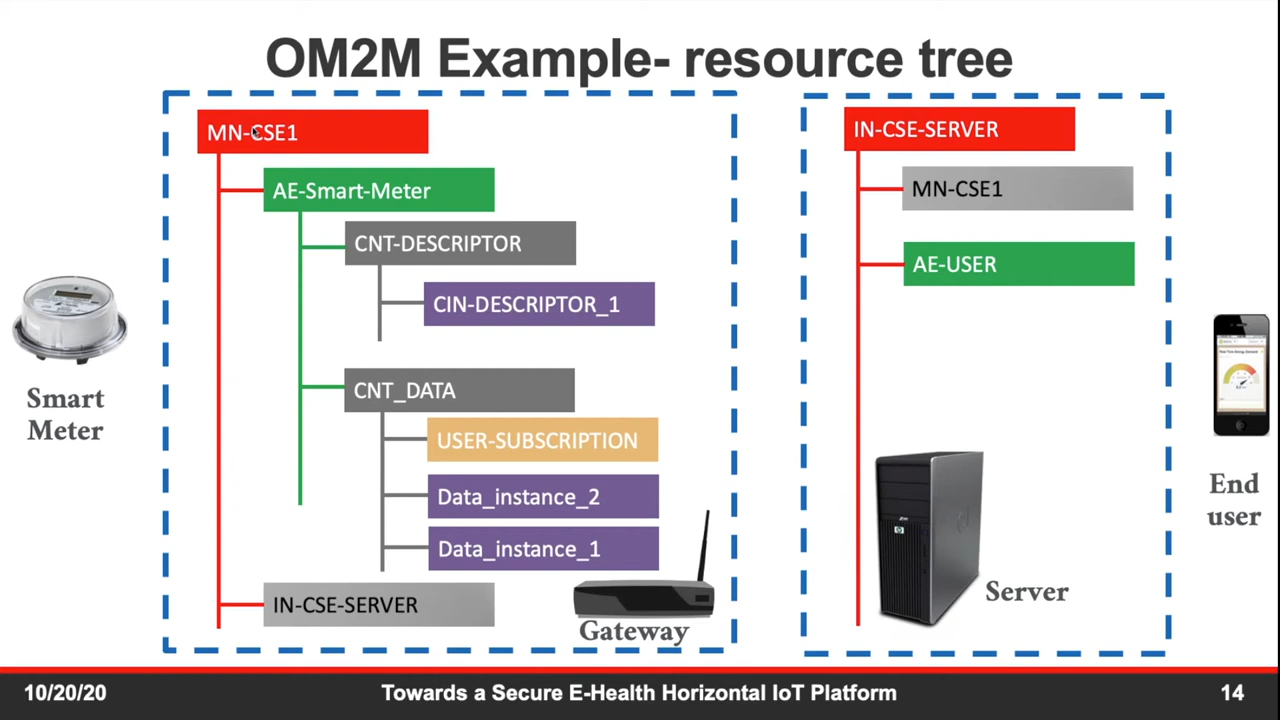 OM2M Example- resource tree
MN-CSE1
AE-Smart-Meter
CNT-DESCRIPTOR
CIN-DESCRIPTOR_1
CNT_DATA
USER-SUBSCRIPTION
Data_instance_2
Data_instance_1
IN-CSE-SERVER
Smart
Meter
Gateway
IN-CSE-SERVER
MN-CSE1
AE-USER
Server
End
user
10/20/20
Towards a Secure E-Health Horizontal IoT Platform
14